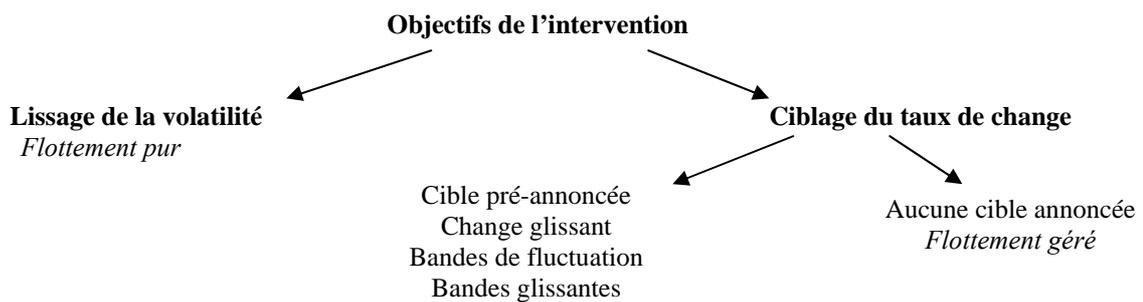 Objectifs de l’intervention
Lissage de la volatilité
Flottement pur
Ciblage du taux de change
Cible pré-annoncée
Change glissant
Bandes de fluctuation
Bandes glissantes
Aucune cible annoncée
Flottement géré